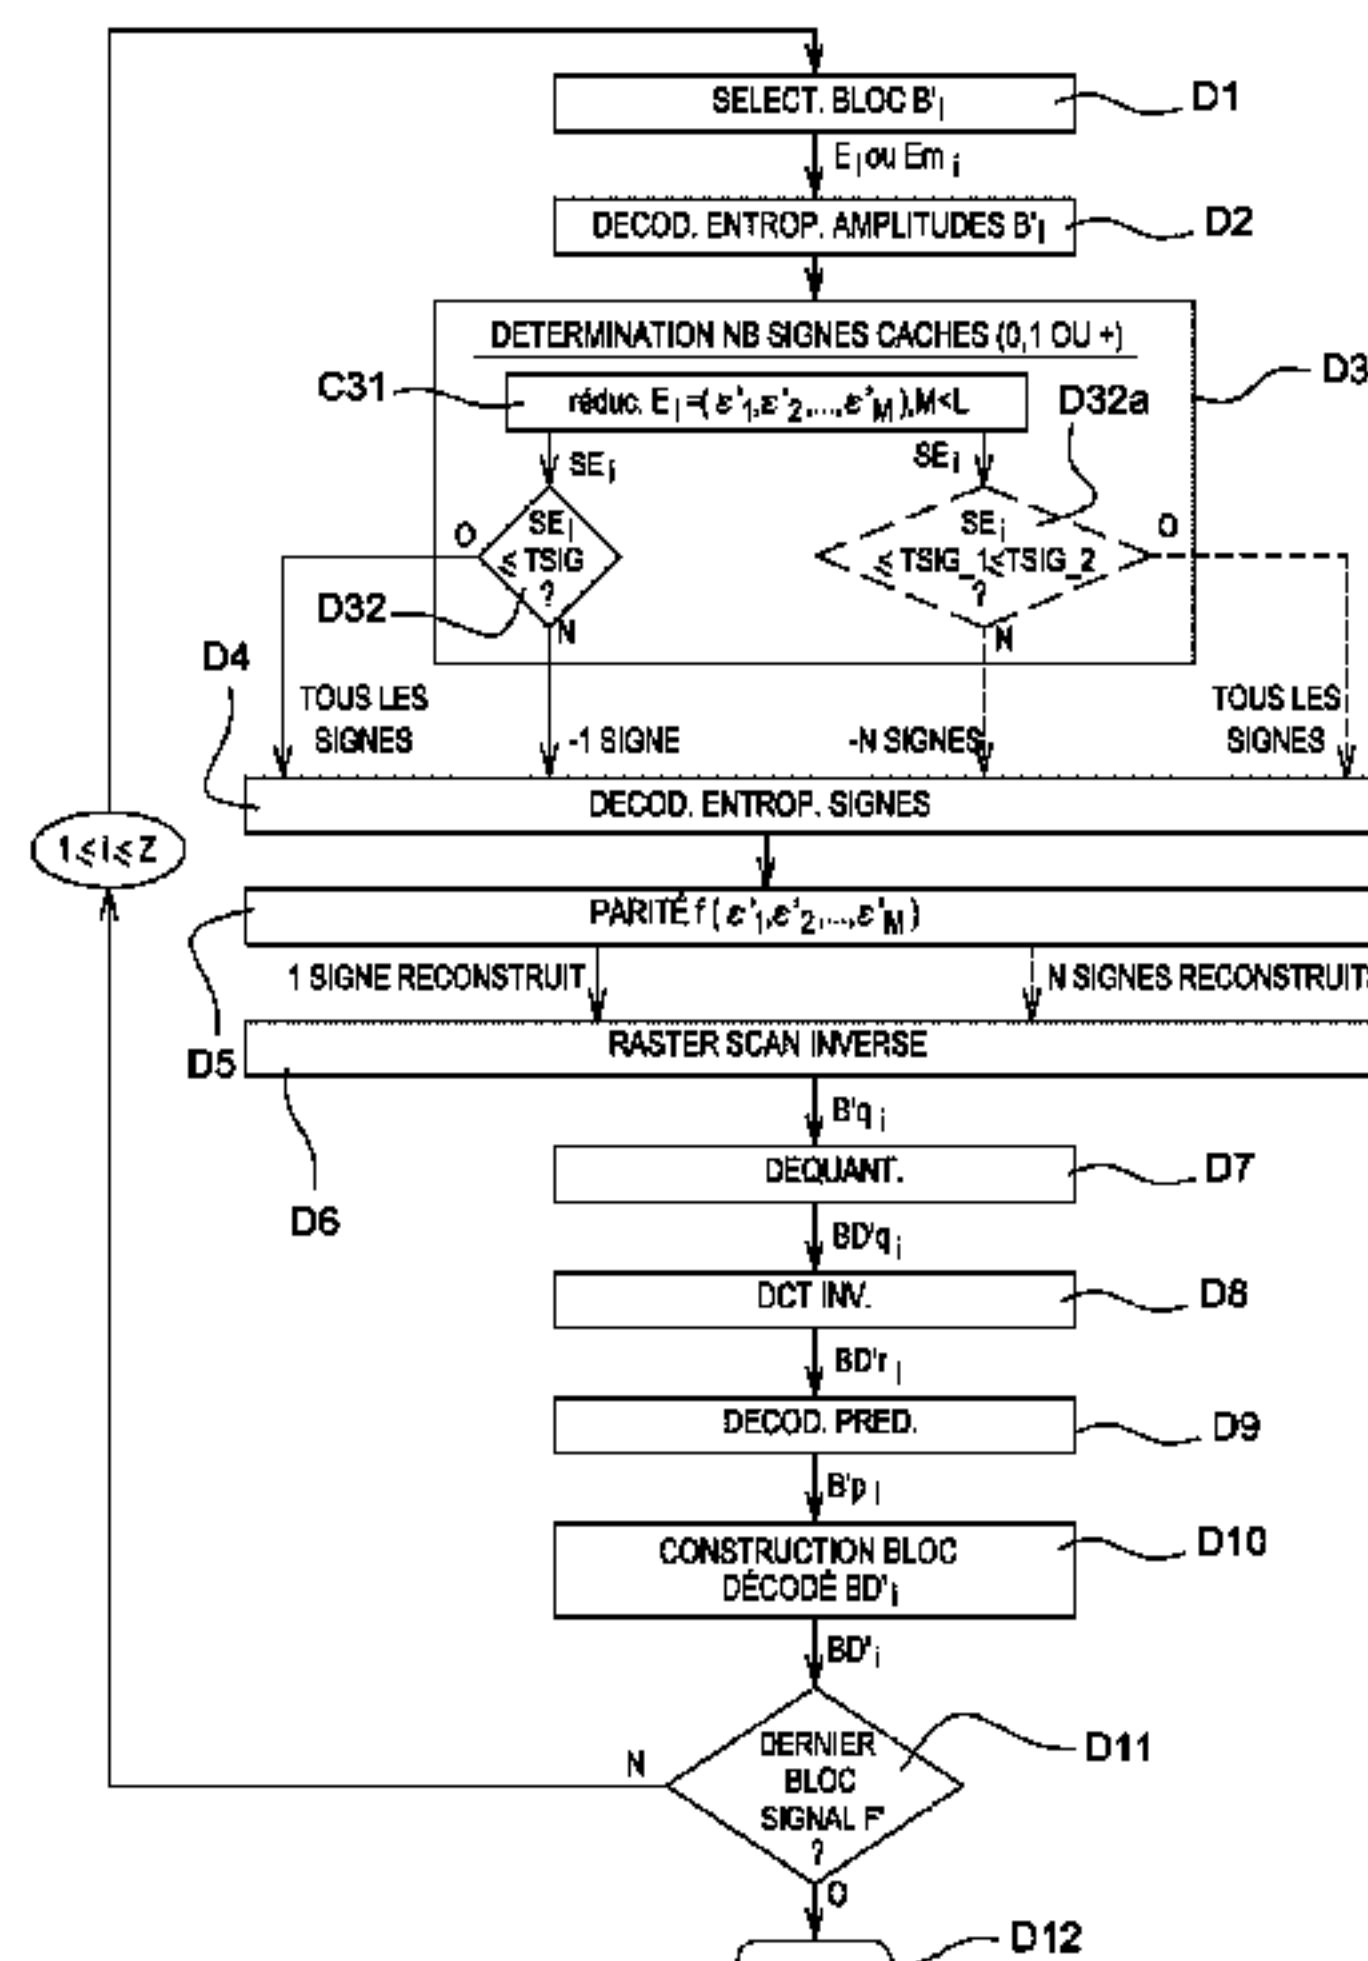 SELECT. BLOC B'i
D1
Ei ou Em i
DECOD. ENTROP. AMPLITUDES B'i
D2
DETERMINATION NB SIGNES CACHES (0,1 OU +)
D3
C31
réduc. Ei=(ε'1,ε'2,...,ε'M),M<L
D32a
SEi
SEi
O
SEi
≤ TSIG
?
D32
N
SEi
≤ TSIG_1≤TSIG_2
?
O
N
D4
TOUS LES
SIGNES
-1 SIGNE
-N SIGNES
TOUS LES
SIGNES
DECOD. ENTROP. SIGNES
1≤i≤Z
PARITÉ f(ε'1,ε'2,...,ε'M)
1 SIGNE RECONSTRUIT
N SIGNES RECONSTRUITS
D5
RASTER SCAN INVERSE
D6
B'qi
DEQUANT.
D7
BD'qi
DCT INV.
D8
BD'ri
DECOD. PRED.
D9
B'pi
CONSTRUCTION BLOC
DÉCODÉ BD'i
D10
BD'i
N
DERNIER
BLOC
SIGNAL F'
?
D11
O
D12